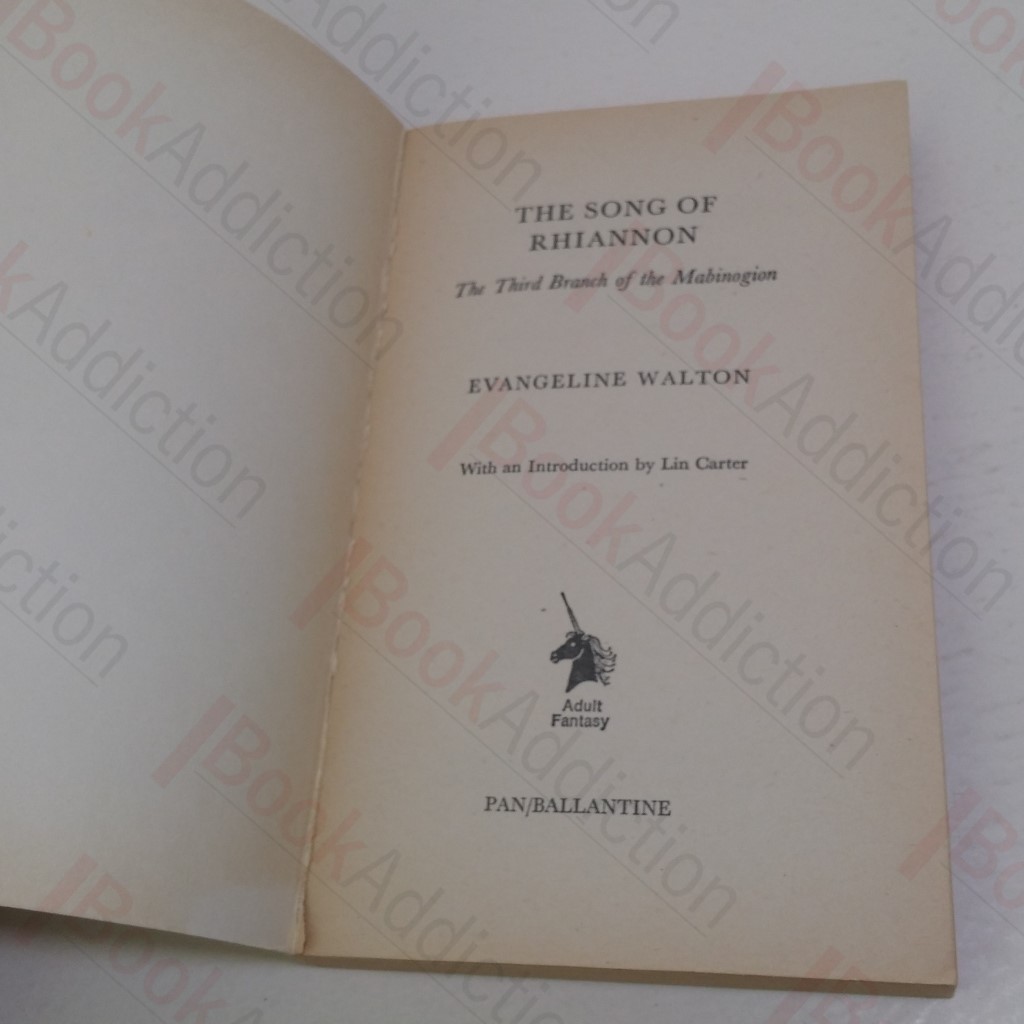 THE SONG OF
RHIANNON
The Third Branch of the Mabinogion
EVANGELINE WALTON
With an Introduction by Lin Carter
Adult
Fantasy
PAN/BALLANTINE
BookAddiction